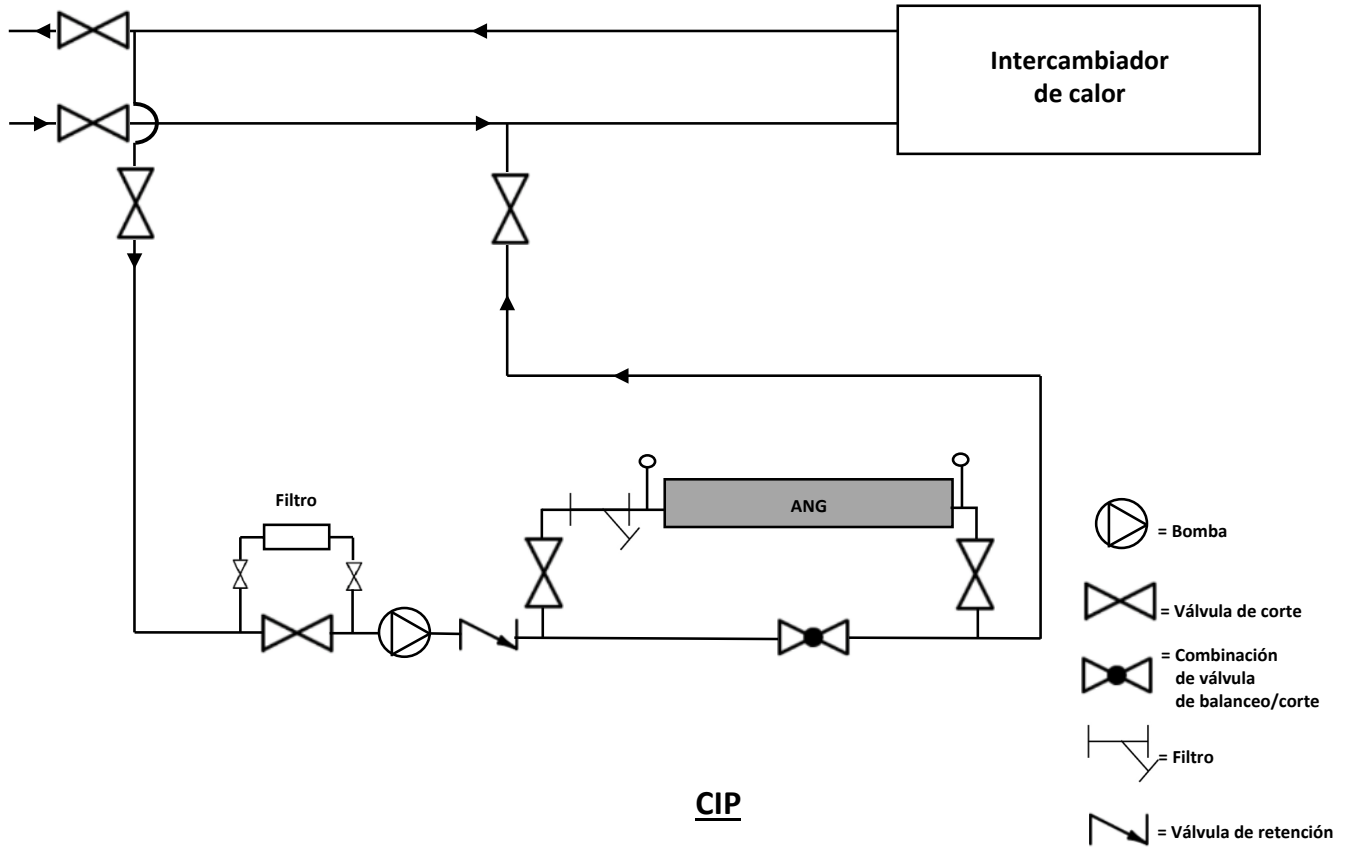 Intercambiador
de calor
Filtro
ANG
= Bomba
= Válvula de corte
= Combinación
de válvula
de balanceo/corte
= Filtro
= Válvula de retención
CIP